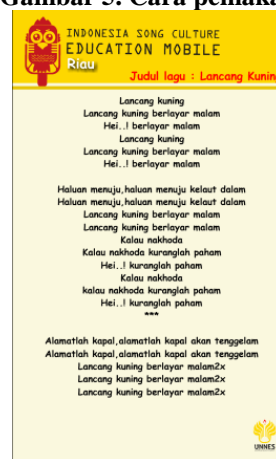 Gambar 5. Cara pemaka
INDONESIA SONG CULTURE
EDUCATION MOBILE
Riau
Judul lagu : Lancang Kunin
Lancang kuning
Lancang kuning berlayar malam
Hei..! berlayar malam
Lancang kuning
Lancang kuning berlayar malam
Hei..! berlayar malam
Haluan menuju,haluan menuju kelaut dalam
Haluan menuju,haluan menuju kelaut dalam
Lancang kuning berlayar malam
Lancang kuning berlayar malam
Kalau nakhoda
Kalau nakhoda kuranglah paham
Hei..! kuranglah paham
Kalau nakhoda
kalau nakhoda kuranglah paham
Hei..! kuranglah paham
***
Alamatlah kapal,alamatlah kapal akan tenggelam
Alamatlah kapal,alamatlah kapal akan tenggelam
Lancang kuning berlayar malam2x
Lancang kuning berlayar malam2x
Lancang kuning berlayar malam2x
UNNES